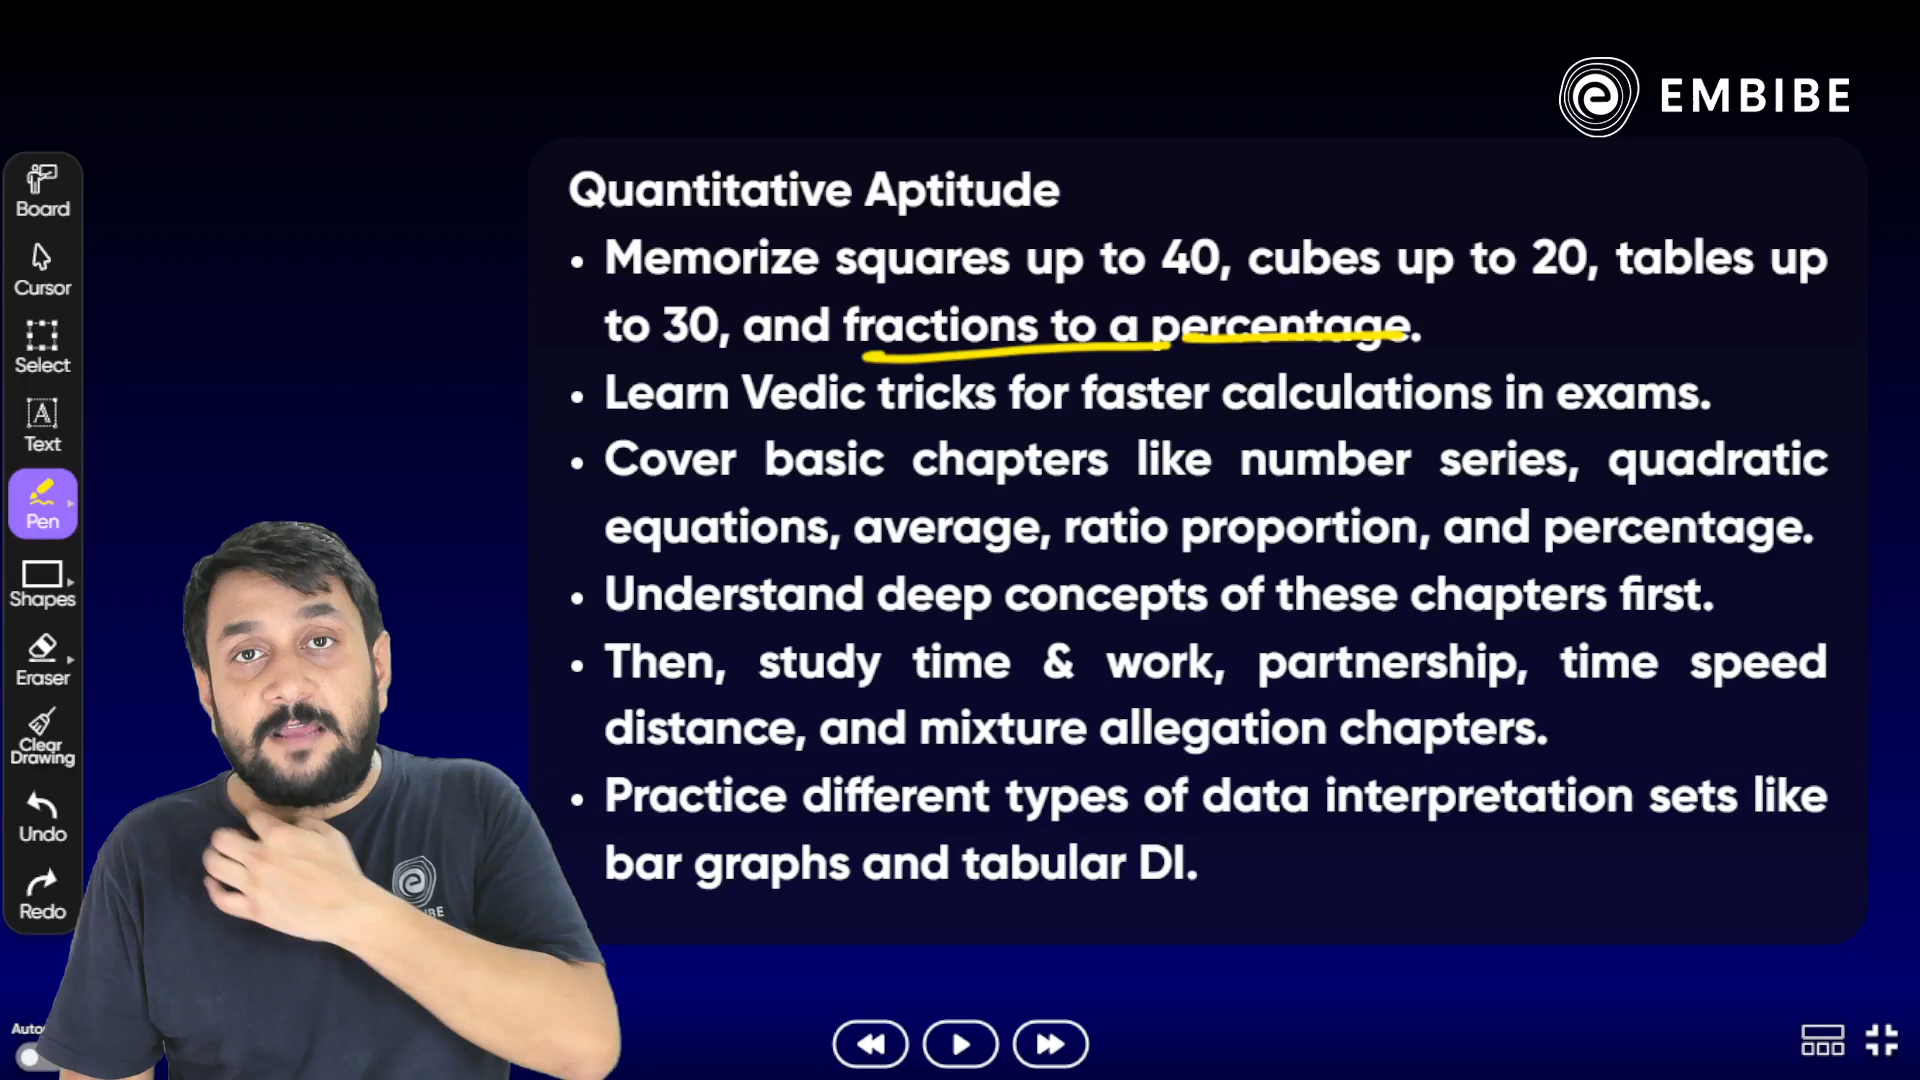 EMBIBE
Board
Cursor
Select
Text
Pen
Shapes
Eraser
Clear
Drawing
Undo
Redo
Auto
Quantitative Aptitude
• Memorize squares up to 40, cubes up to 20, tables up
to 30, and fractions to a percentage.
• Learn Vedic tricks for faster calculations in exams.
• Cover basic chapters like number series, quadratic
equations, average, ratio proportion, and percentage.
• Understand deep concepts of these chapters first.
• Then, study time & work, partnership, time speed
distance, and mixture allegation chapters.
• Practice different types of data interpretation sets like
bar graphs and tabular DI.